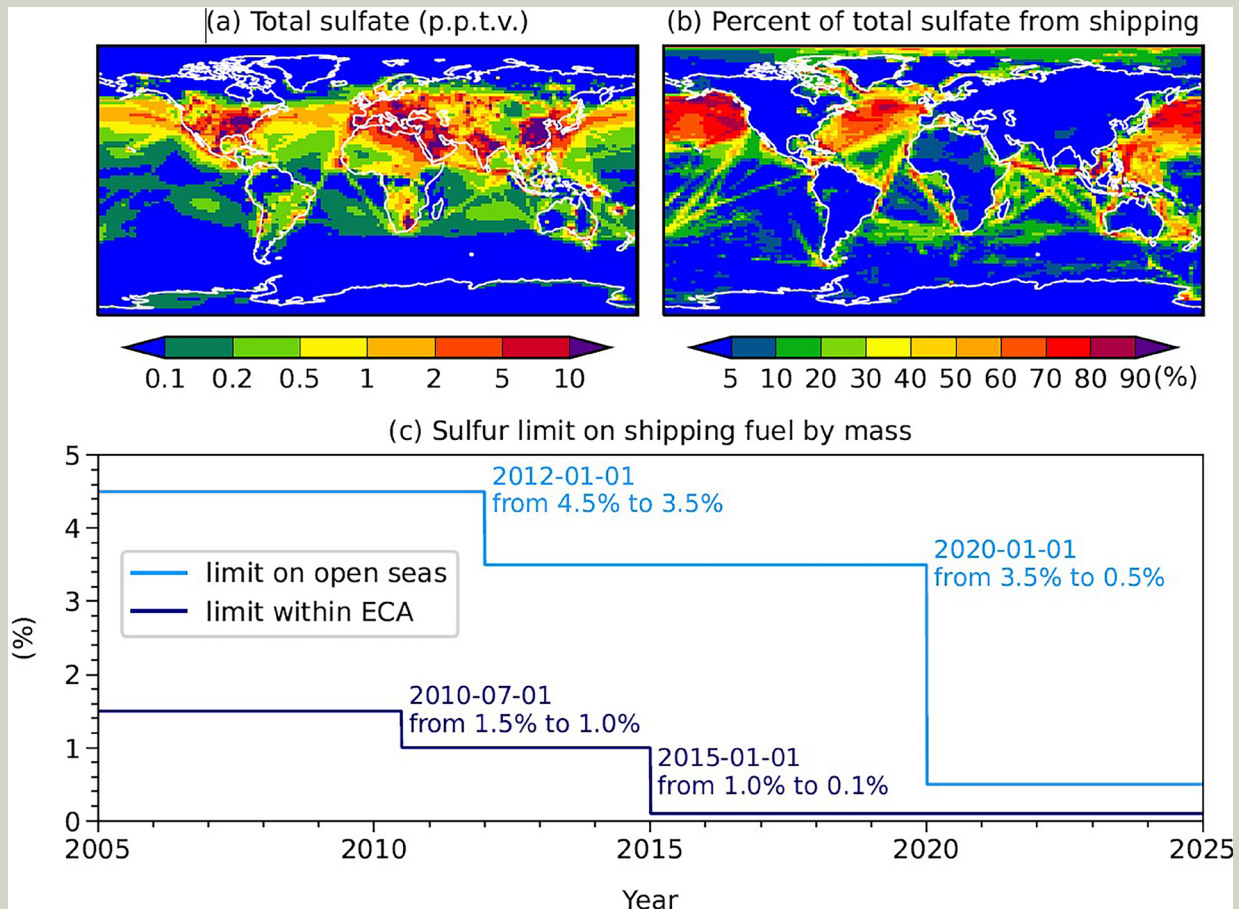 (a) Total sulfate (p.p.t.v.)
(b) Percent of total sulfate from shipping
0.1 0.2 0.5 1 2 5 10
5 10 20 30 40 50 60 70 80 90(%)
(c) Sulfur limit on shipping fuel by mass
5
4
3
2
1
0
(%)
2012-01-01
from 4.5% to 3.5%
2020-01-01
from 3.5% to 0.5%
limit on open seas
limit within ECA
2010-07-01
from 1.5% to 1.0%
2015-01-01
from 1.0% to 0.1%
2005 2010 2015 2020 2025
Year